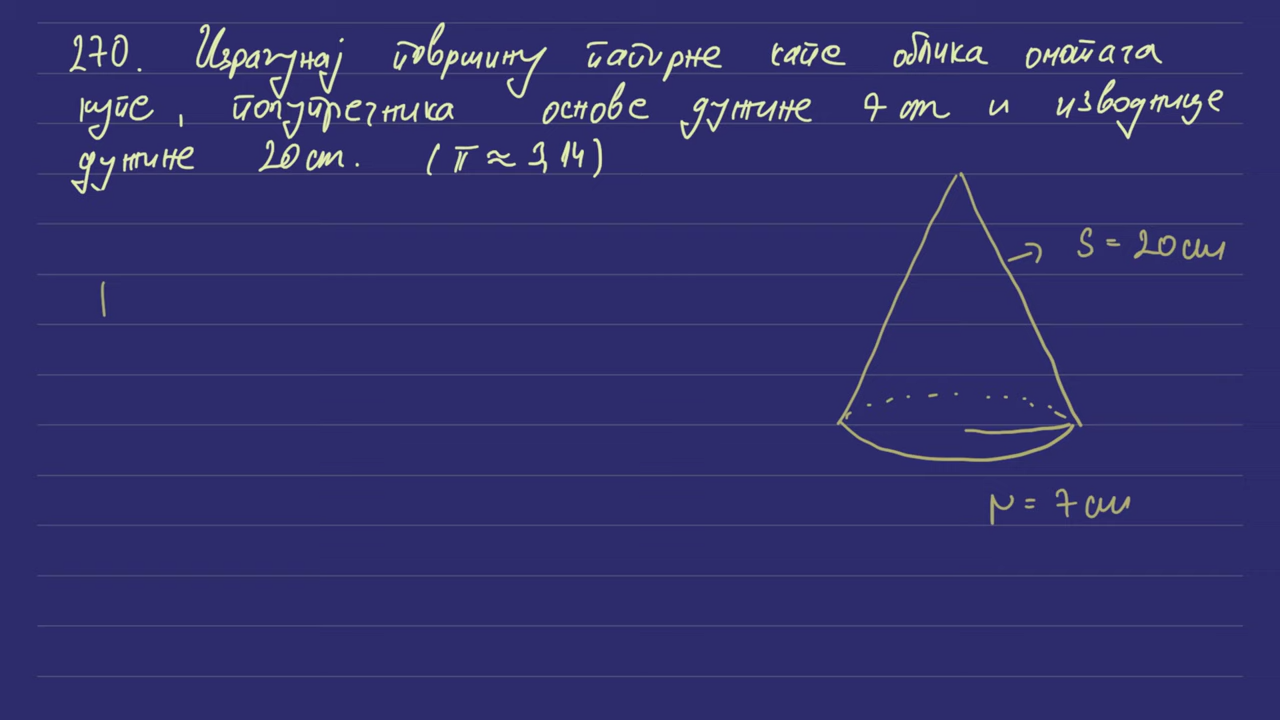 270. Израчунај површину папирне капе облика омотача
купе, полупречника основе дужине 7 cm и изводнице
дужине 20 cm. (π ≈ 3,14)
s = 20 cm
r = 7 cm